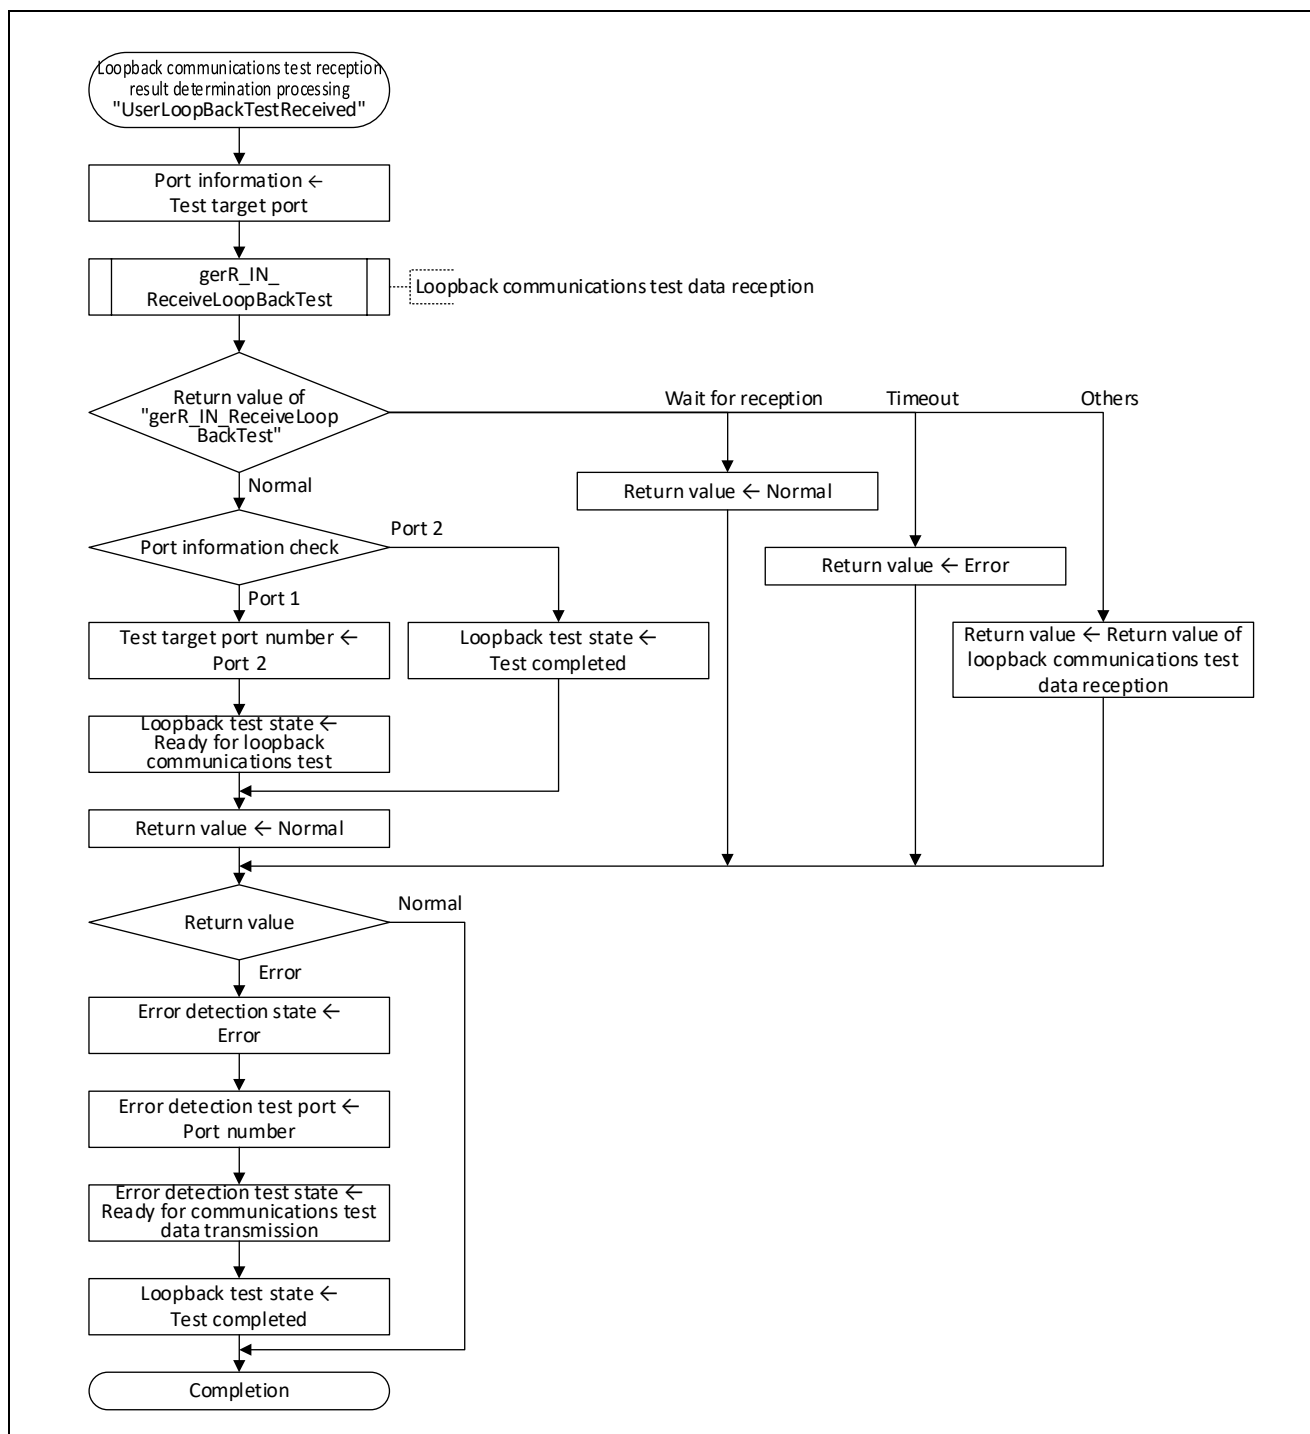 Loopback communications test reception
result determination processing
"UserLoopBackTestReceived"
Port information ←
Test target port
gerR_IN_
ReceiveLoopBackTest
Loopback communications test data reception
Return value of
"gerR_IN_ReceiveLoop
BackTest"
Wait for reception
Timeout
Others
Normal
Return value ← Normal
Port information check
Port 2
Return value ← Error
Port 1
Test target port number ←
Port 2
Loopback test state ←
Test completed
Return value ← Return value of
loopback communications test
data reception
Loopback test state ←
Ready for loopback
communications test
Return value ← Normal
Return value
Normal
Error
Error detection state ←
Error
Error detection test port ←
Port number
Error detection test state ←
Ready for communications test
data transmission
Loopback test state ←
Test completed
Completion